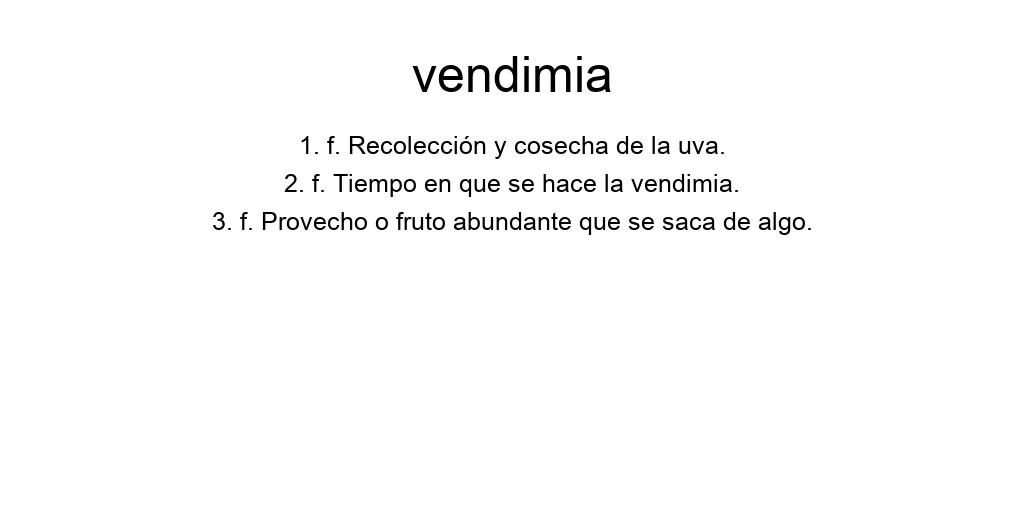 vendimia
1. f. Recolección y cosecha de la uva.
2. f. Tiempo en que se hace la vendimia.
3. f. Provecho o fruto abundante que se saca de algo.